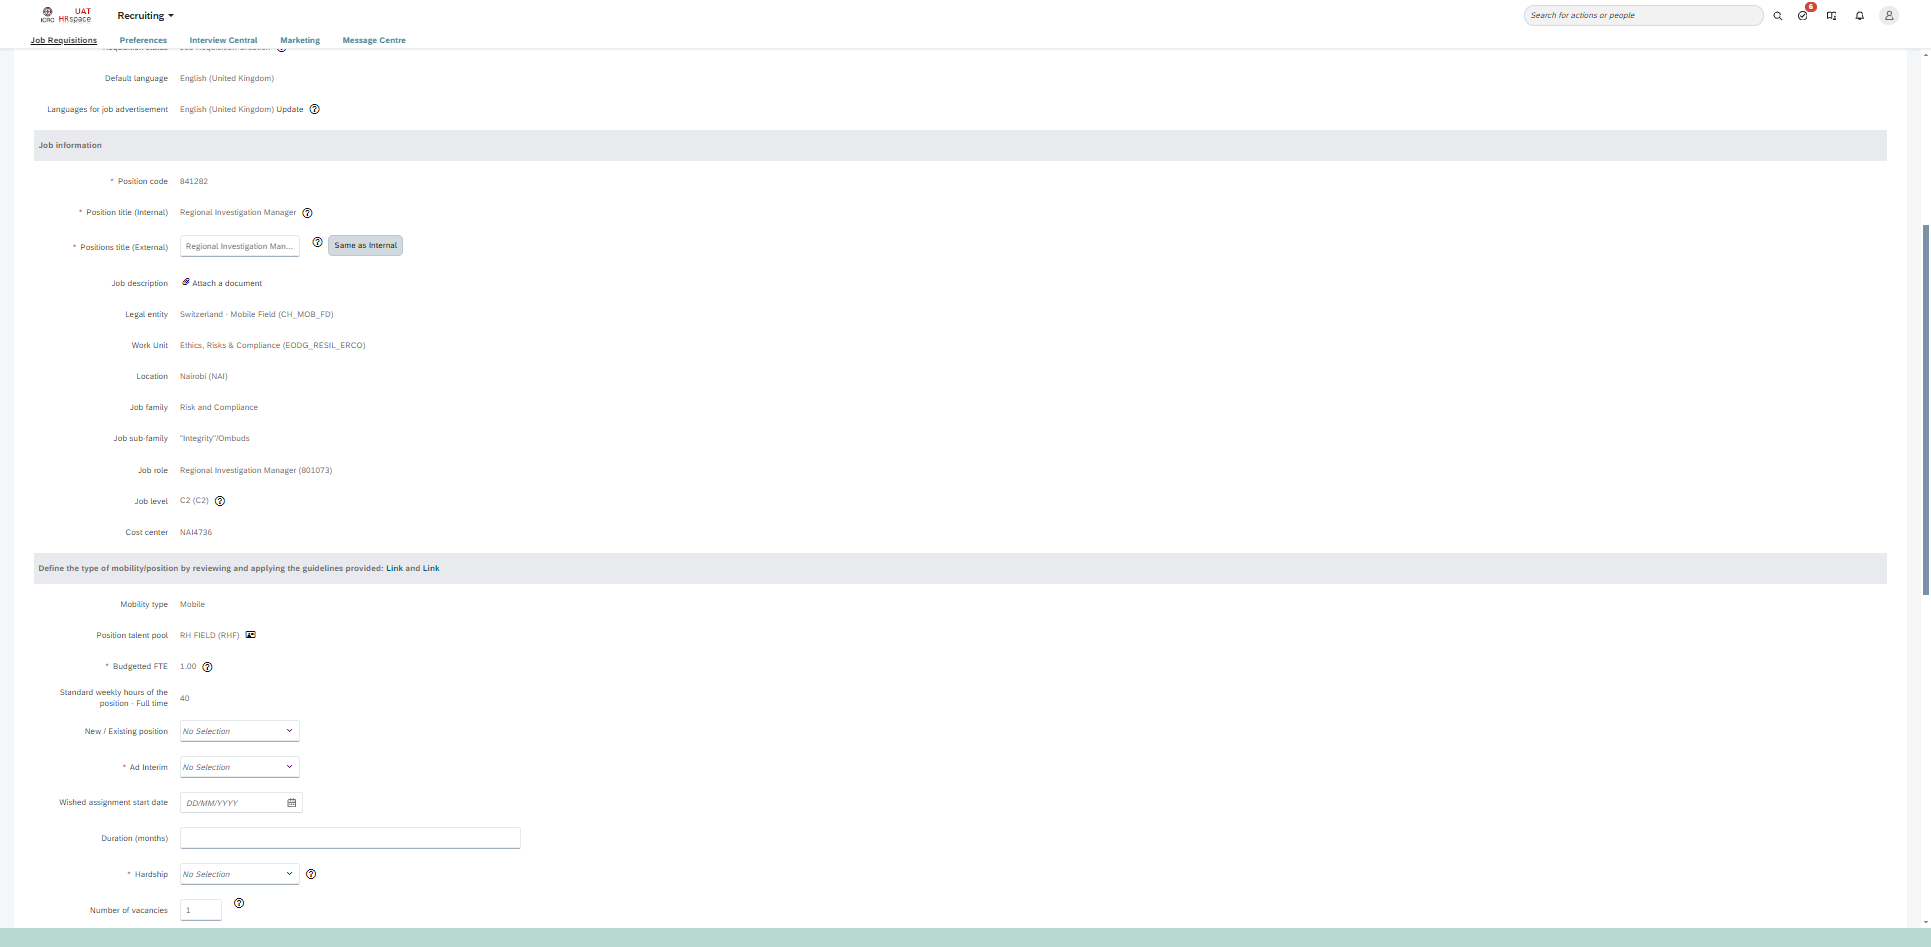 UAT
ICRC HRspace
Recruiting
Search for actions or people
6
Job Requisitions
Preferences
Interview Central
Marketing
Message Centre
Default language English (United Kingdom)
Languages for job advertisement English (United Kingdom) Update
Job information
* Position code 841282
* Position title (Internal) Regional Investigation Manager
* Positions title (External) Regional Investigation Man... Same as Internal
Job description Attach a document
Legal entity Switzerland - Mobile Field (CH_MOB_FD)
Work Unit Ethics, Risks & Compliance (EODG_RESIL_ERCO)
Location Nairobi (NAI)
Job family Risk and Compliance
Job sub-family "Integrity"/Ombuds
Job role Regional Investigation Manager (801073)
Job level C2 (C2)
Cost center NAI4736
Define the type of mobility/position by reviewing and applying the guidelines provided: Link and Link
Mobility type Mobile
Position talent pool RH FIELD (RHF)
* Budgetted FTE 1.00
Standard weekly hours of the
position - Full time 40
New / Existing position No Selection
* Ad Interim No Selection
Wished assignment start date DD/MM/YYYY
Duration (months)
* Hardship No Selection
Number of vacancies 1